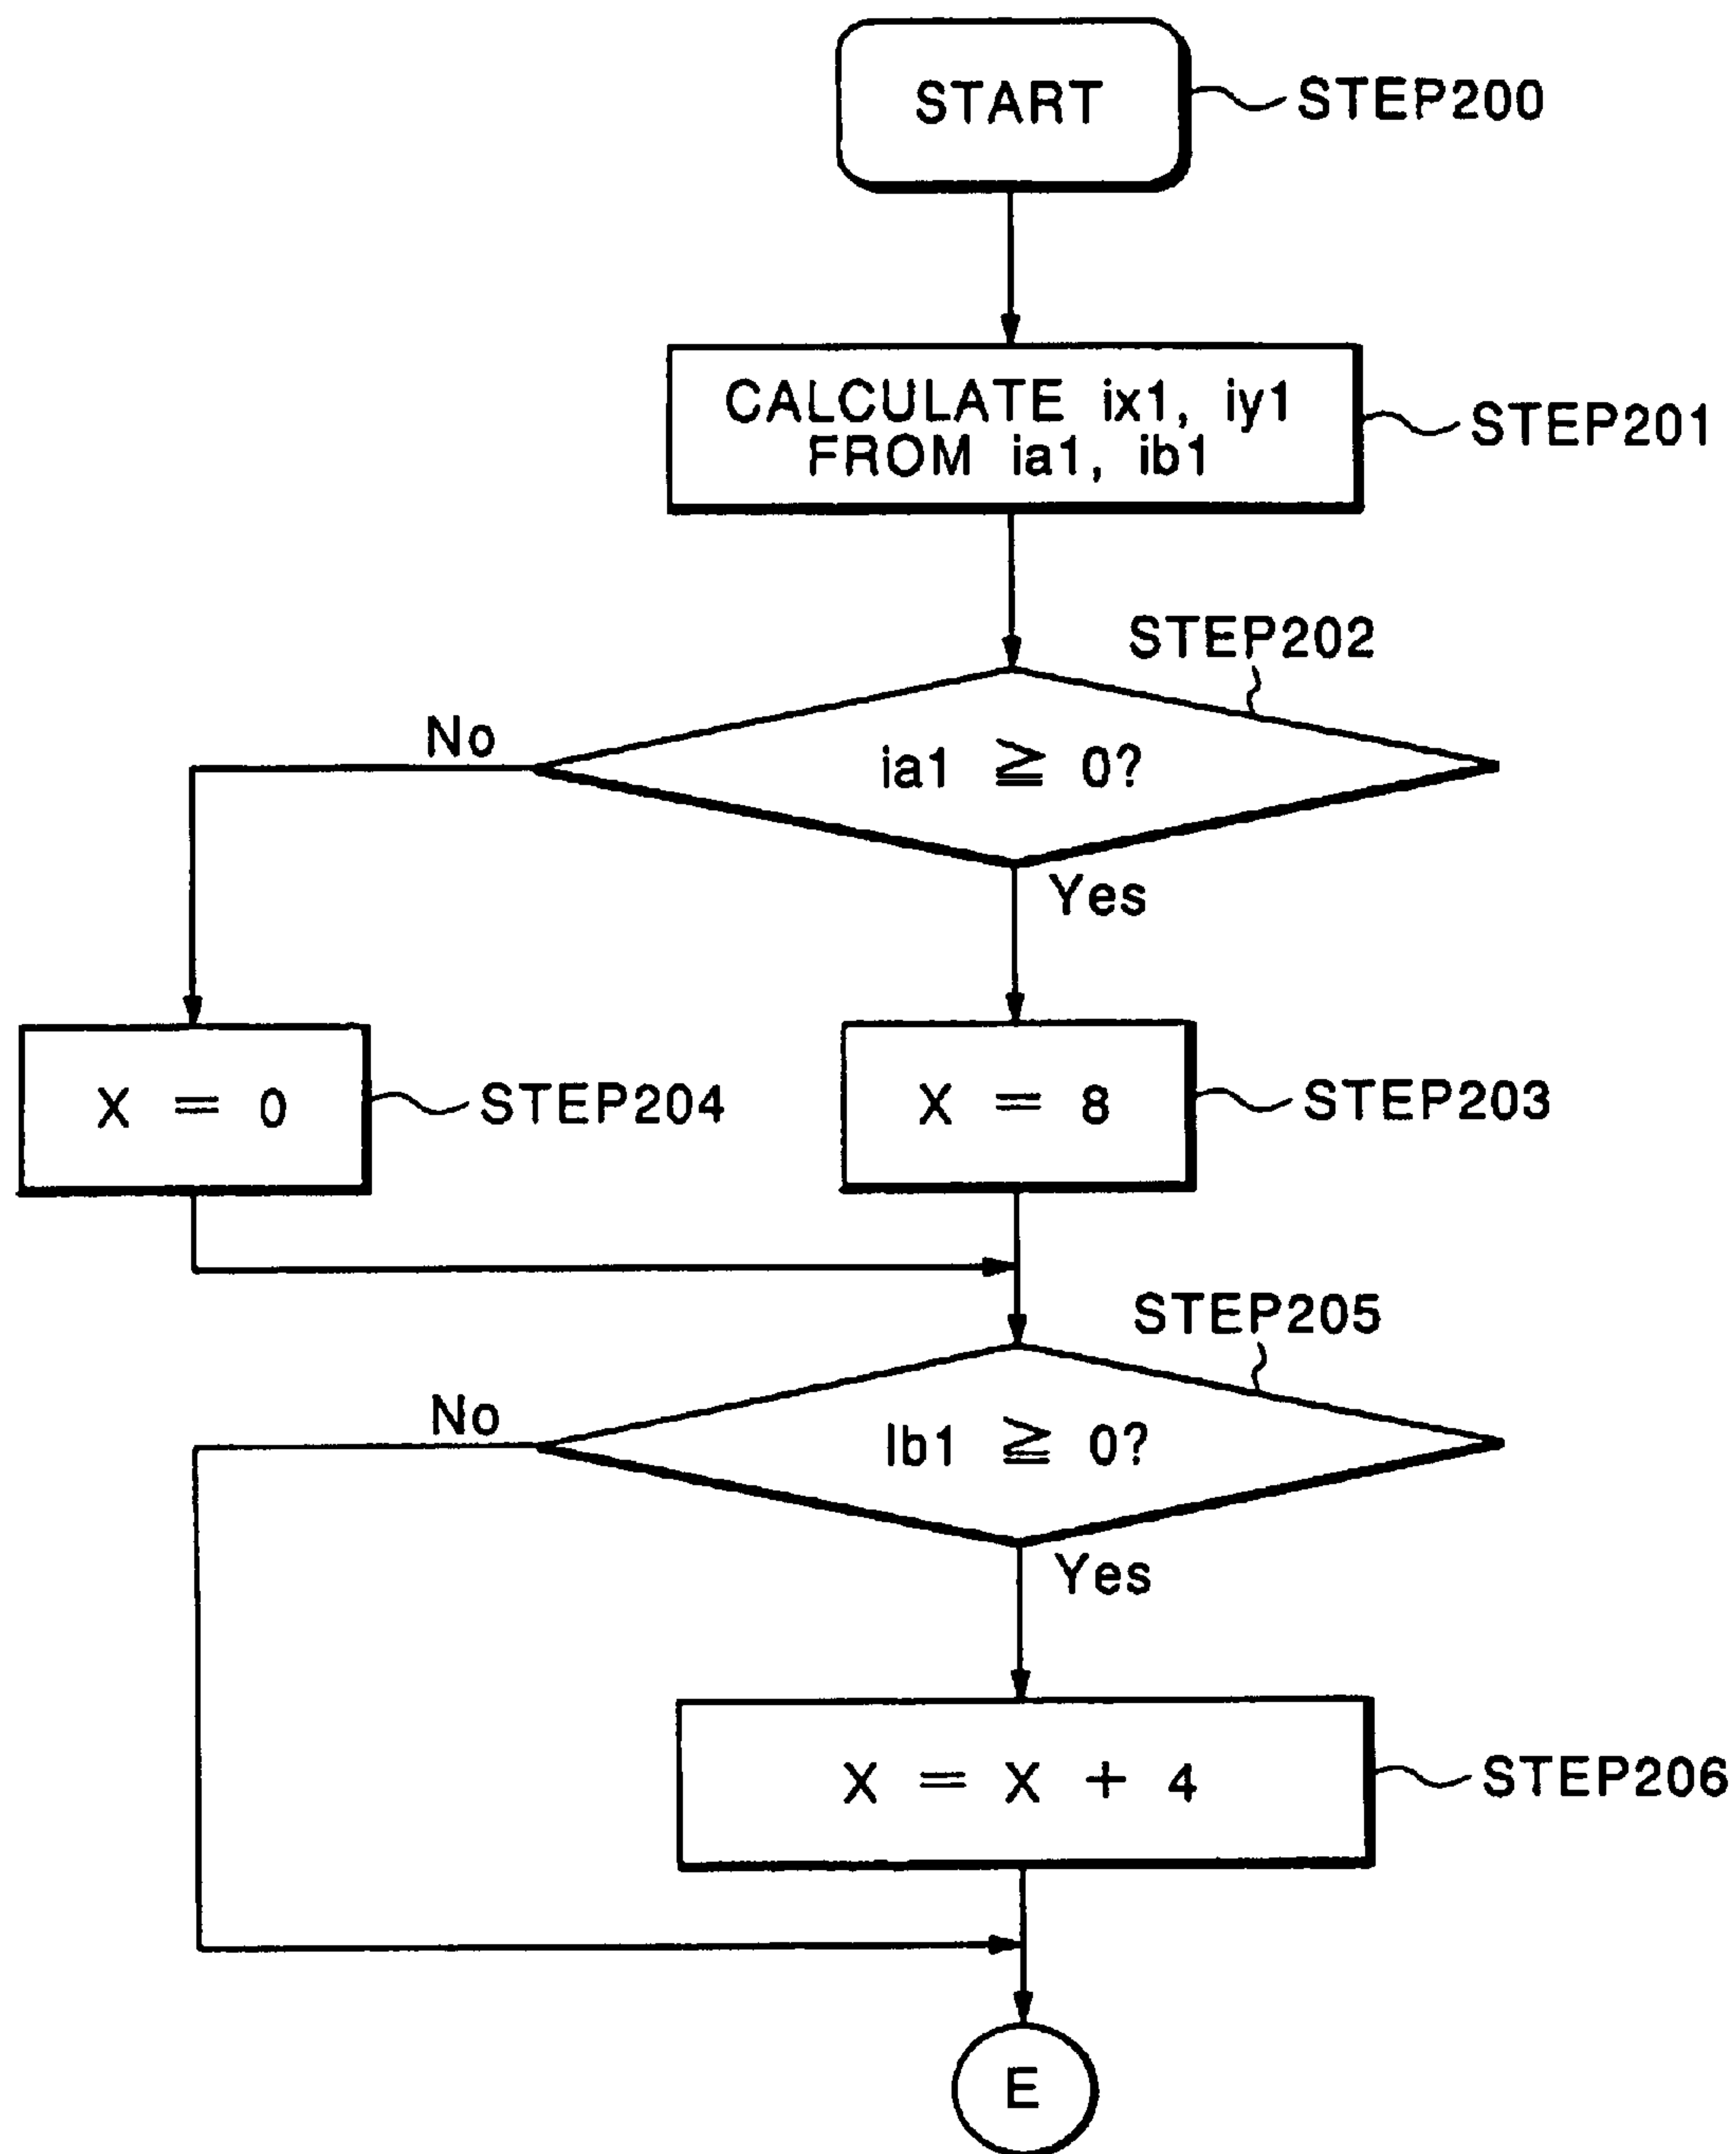 START
STEP200
CALCULATE ix1, iy1
FROM ia1, ib1
STEP201
STEP202
No
ia1 ≧ 0?
Yes
X = 0
STEP204
X = 8
STEP203
STEP205
No
Ib1 ≧ 0?
Yes
X = X + 4
STEP206
E